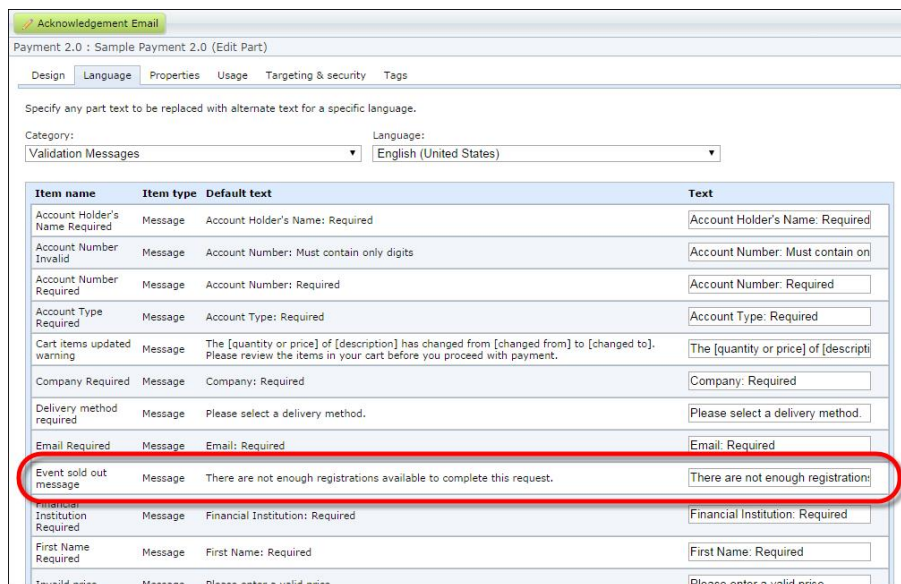 Acknowledgement Email
Payment 2.0 : Sample Payment 2.0 (Edit Part)
Design Language Properties Usage Targeting & security Tags
Specify any part text to be replaced with alternate text for a specific language.
Category: Language:
Validation Messages English (United States)
Item name Item type Default text Text
Account Holder's
Name Required Message Account Holder's Name: Required Account Holder's Name: Required
Account Number
Invalid Message Account Number: Must contain only digits Account Number: Must contain on
Account Number
Required Message Account Number: Required Account Number: Required
Account Type
Required Message Account Type: Required Account Type: Required
Cart items updated
warning Message The [quantity or price] of [description] has changed from [changed from] to [changed to]. The [quantity or price] of [descripti
Please review the items in your cart before you proceed with payment.
Company Required Message Company: Required Company: Required
Delivery method
required Message Please select a delivery method. Please select a delivery method.
Email Required Message Email: Required Email: Required
Event sold out
message Message There are not enough registrations available to complete this request. There are not enough registrations
Financial
Institution
Required Message Financial Institution: Required Financial Institution: Required
First Name
Required Message First Name: Required First Name: Required
Message Please enter a valid price Please enter a valid price